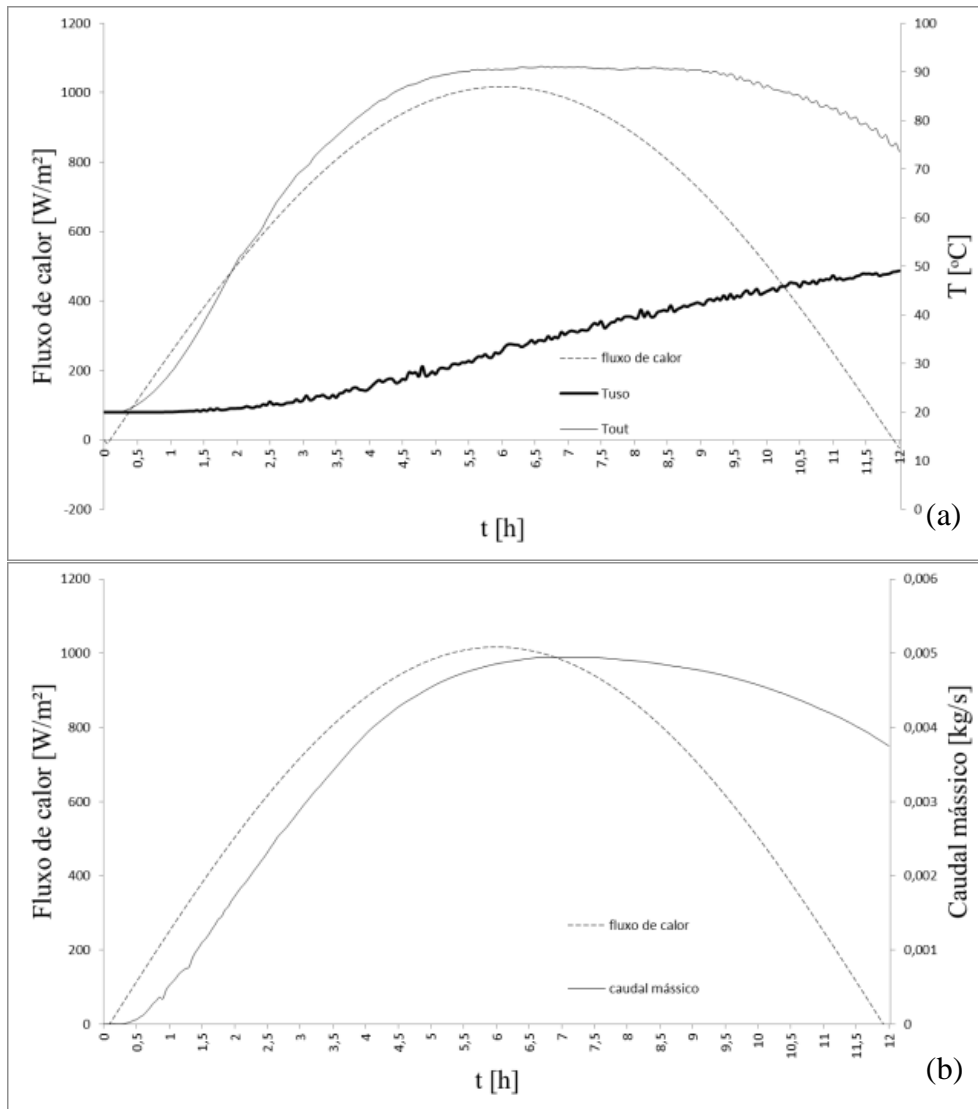 1200
1000
800
600
400
200
0
-200
Fluxo de calor [W/m²]
100
90
80
70
60
50
40
30
20
10
0
T [ºC]
fluxo de calor
Tuso
Tout
0 0,5 1 1,5 2 2,5 3 3,5 4 4,5 5 5,5 6 6,5 7 7,5 8 8,5 9 9,5 10 10,5 11 11,5 12
t [h]
(a)
1200
1000
800
600
400
200
0
Fluxo de calor [W/m²]
0,006
0,005
0,004
0,003
0,002
0,001
0
Caudal mássico [kg/s]
fluxo de calor
caudal mássico
0 0,5 1 1,5 2 2,5 3 3,5 4 4,5 5 5,5 6 6,5 7 7,5 8 8,5 9 9,5 10 10,5 11 11,5 12
t [h]
(b)